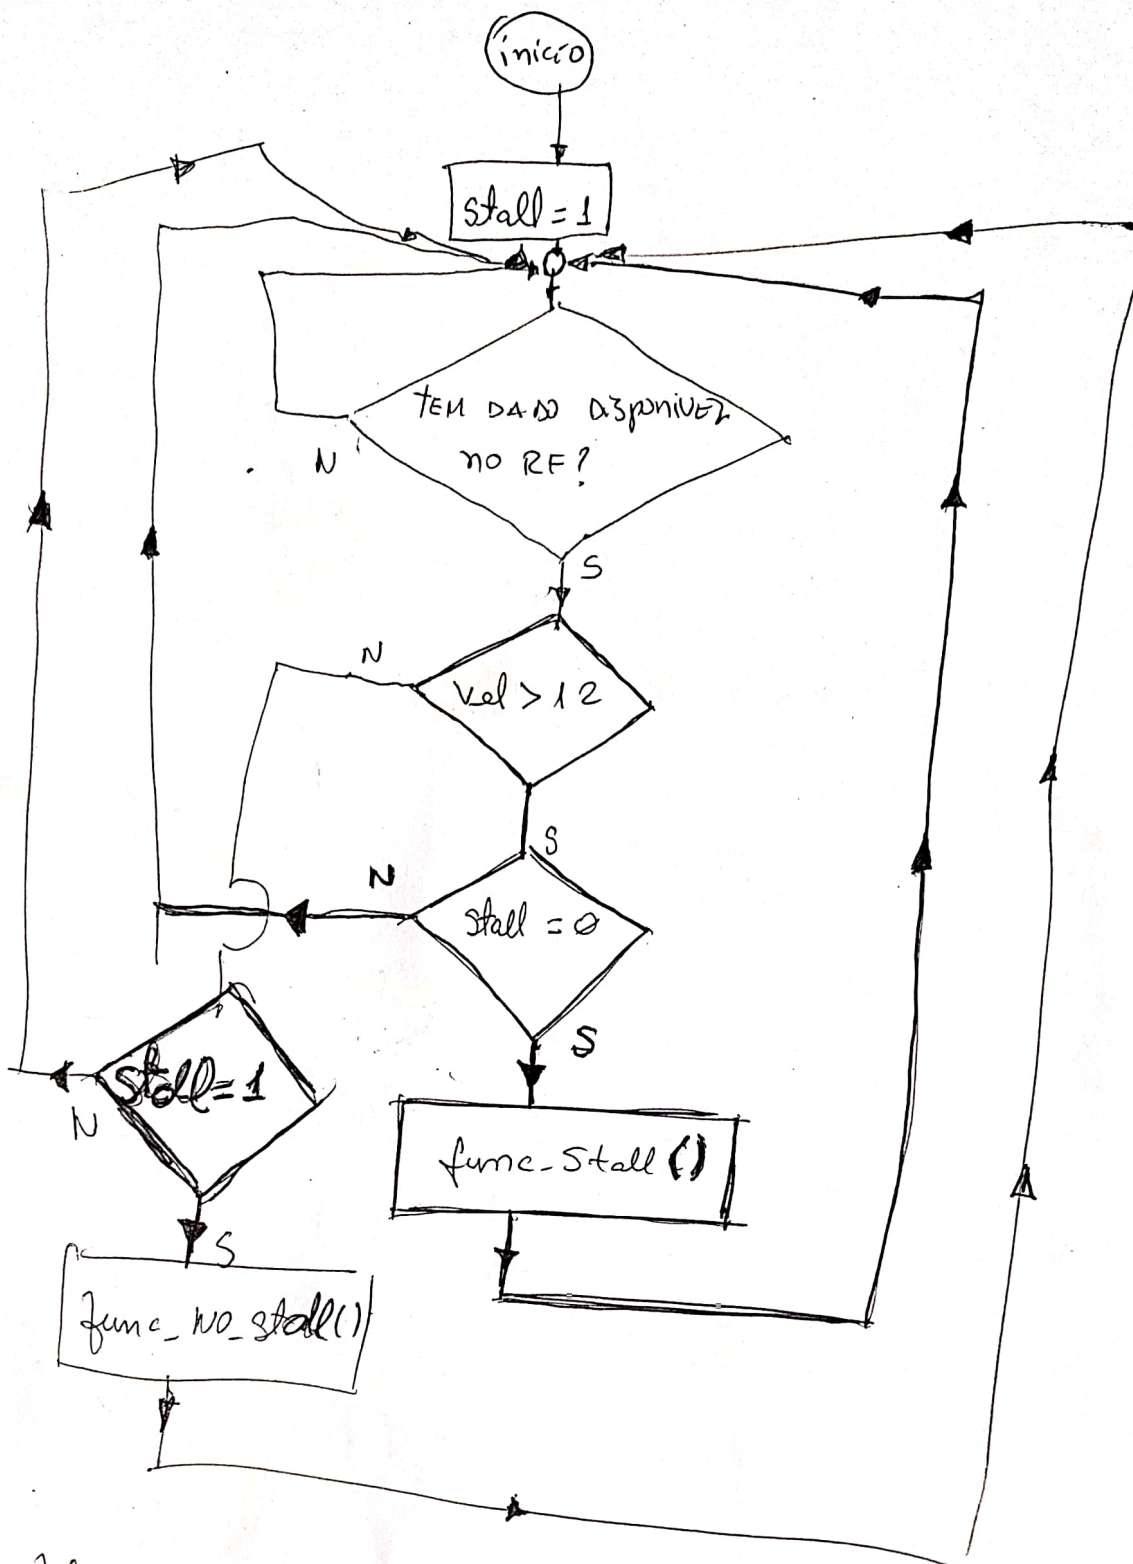 início
stall = 1
TEM DADO DISPONIVEL
NO RF?
N
S
N
Vel > 12
S
N
stall = 0
S
stall = 1
N
func_stall()
S
func_NO_stall()